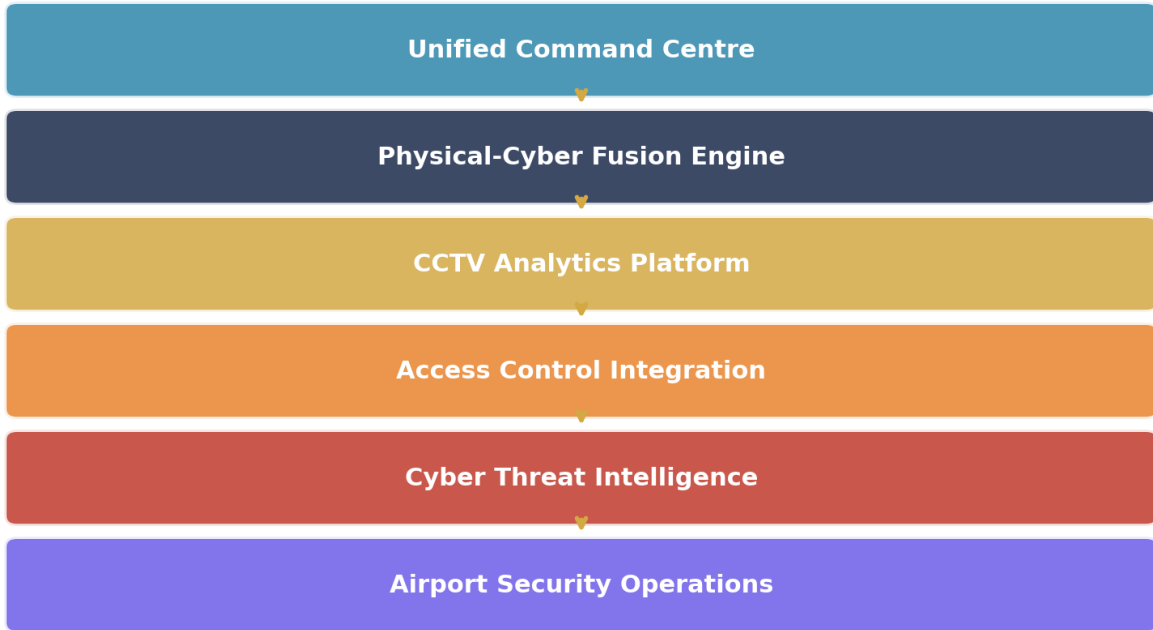 Unified Command Centre
Physical-Cyber Fusion Engine
CCTV Analytics Platform
Access Control Integration
Cyber Threat Intelligence
Airport Security Operations